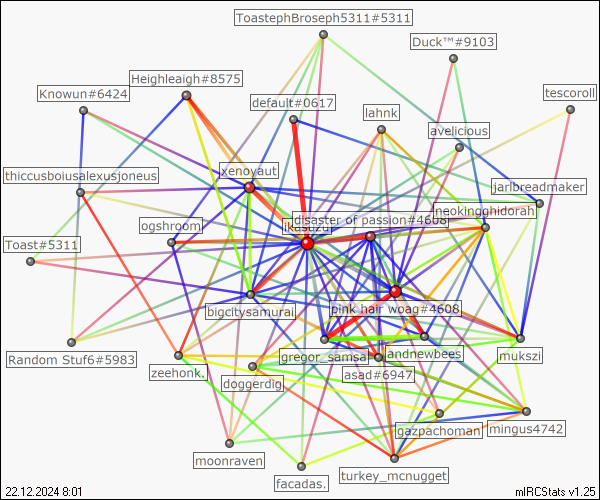 ToastephBroseph5311#5311
Duck™#9103
Heighleaigh#8575
Knowun#6424
default#0617
tescoroll
lahnk
avelicious
thiccusboiusalexusjoneus
xenoyaut
jarlbreadmaker
neokingghidorah
disaster of passion#4608
ikasuzu
ogshroom
Toast#5311
bigcitysamurai
pink hair woag#4608
Random Stuf6#5983
zeehonk.
gregor_samsa
andnewbees
mukszi
asad#6947
doggerdig
gazpachoman
mingus4742
moonraven
turkey_mcnugget
facadas.
22.12.2024 8:01
mIRCStats v1.25